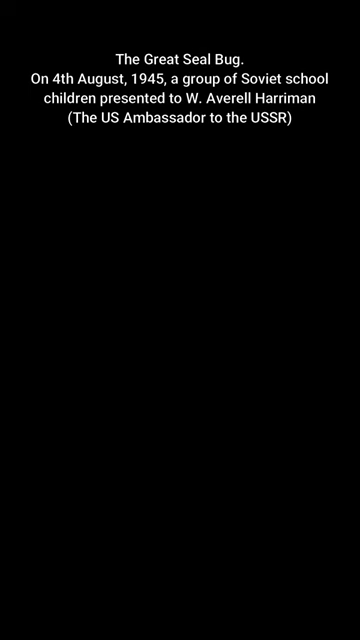 The Great Seal Bug.
On 4th August, 1945, a group of Soviet school
children presented to W. Averell Harriman
(The US Ambassador to the USSR)